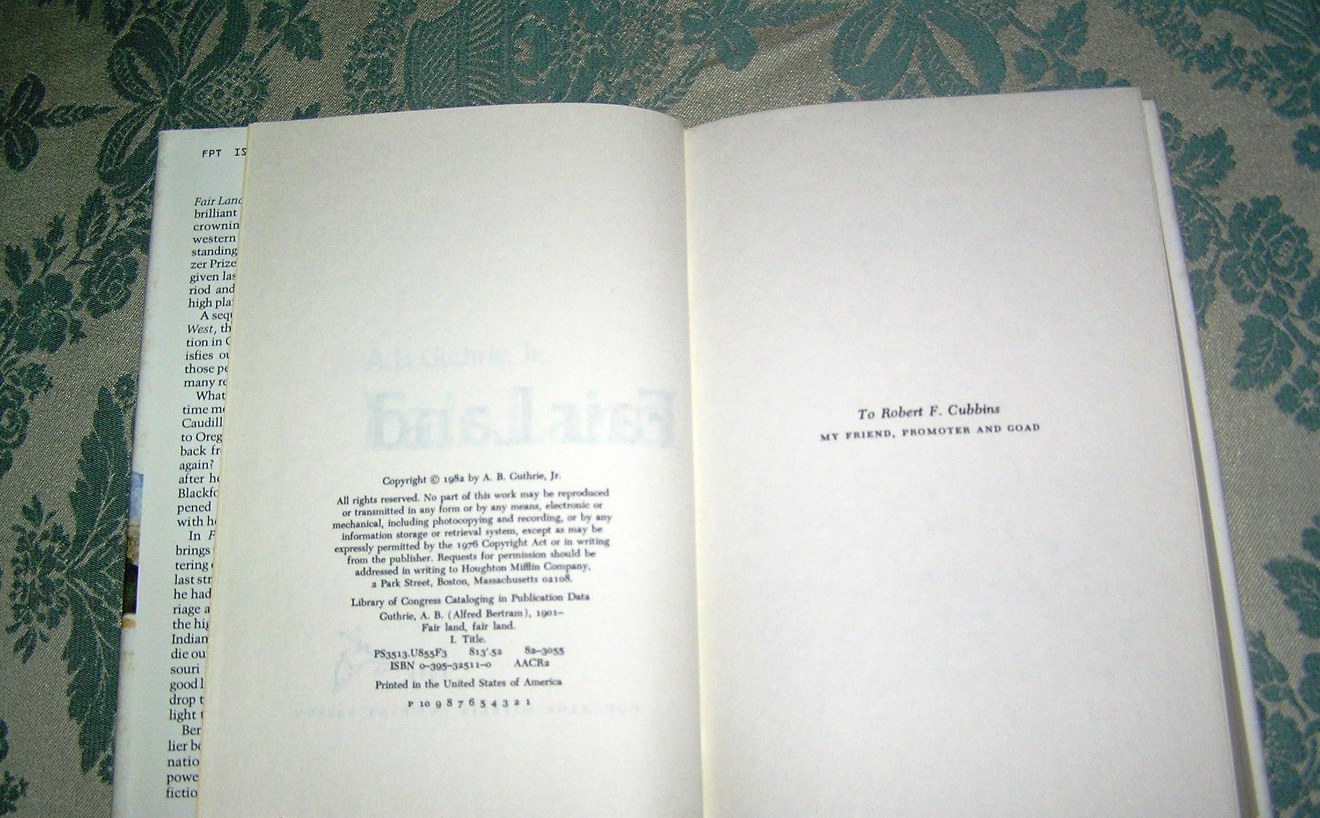 FPT IS
Fair Land
brilliant
crownin
western
standing
zer Prize
given las
riod and
high pla
A sequ
West, th
tion in
isfies ou
those pe
many re
What
time m
Caudill
to Oreg
back fr
again?
after he
Blackfo
pened
with h
In F
brings
tering
last str
he had
riage a
the hig
Indian
die ou
souri
good l
drop t
light t
Ber
lier b
natio
powe
fictio
A. B. Guthrie, Jr.
Fair Land
Copyright © 1982 by A. B. Guthrie, Jr.
All rights reserved. No part of this work may be reproduced
or transmitted in any form or by any means, electronic or
mechanical, including photocopying and recording, or by any
information storage or retrieval system, except as may be
expressly permitted by the 1976 Copyright Act or in writing
from the publisher. Requests for permission should be
addressed in writing to Houghton Mifflin Company,
2 Park Street, Boston, Massachusetts 02108.
Library of Congress Cataloging in Publication Data
Guthrie, A. B. (Alfred Bertram), 1901–
Fair land, fair land.
I. Title.
PS3513.U855F3 813'.52 82-3055
ISBN 0-395-32511-0 AACR2
Printed in the United States of America
P 10 9 8 7 6 5 4 3 2 1
To Robert F. Cubbins
MY FRIEND, PROMOTER AND GOAD